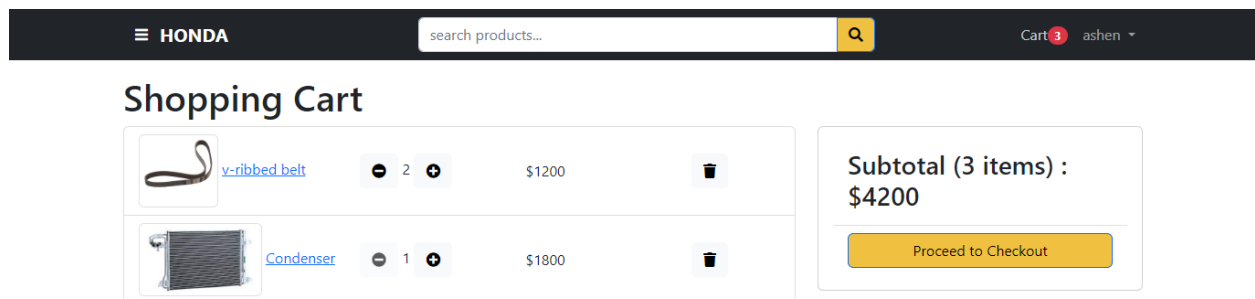 HONDA
search products...
Cart 3
ashen
Shopping Cart
v-ribbed belt
2
$1200
Condenser
1
$1800
Subtotal (3 items) :
$4200
Proceed to Checkout